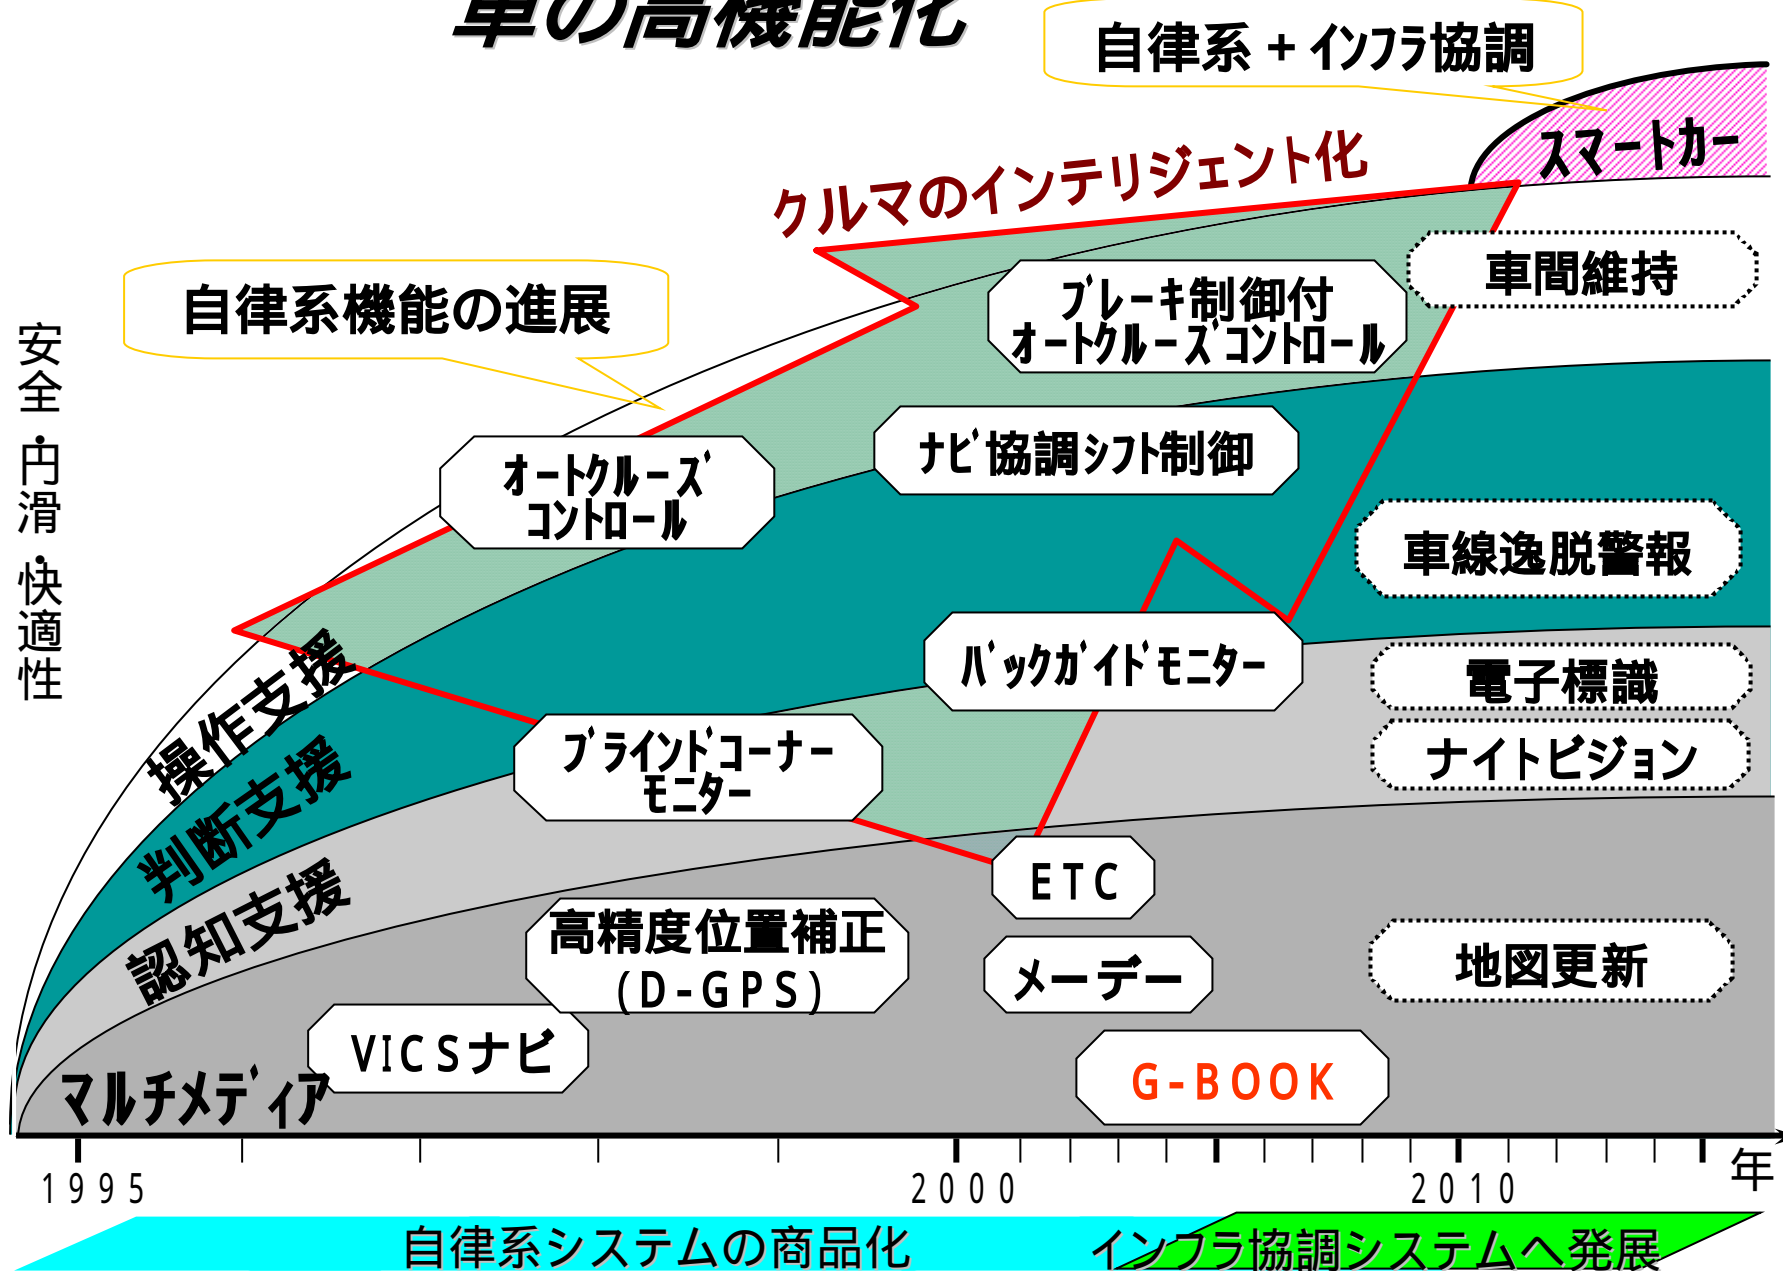 車の高機能化
自律系 + ｲﾝﾌﾗ協調
スマートカー
クルマのインテリジェント化
車間維持
自律系機能の進展
ﾌﾞﾚｰｷ制御付
ｵｰﾄｸﾙｰｽﾞｺﾝﾄﾛｰﾙ
安全・円滑・快適性
ﾅﾋﾞ協調ｼﾌﾄ制御
ｵｰﾄｸﾙｰｽﾞ
ｺﾝﾄﾛｰﾙ
車線逸脱警報
ﾊﾞｯｸｶﾞｲﾄﾞﾓﾆﾀｰ
電子標識
操作支援
ﾌﾞﾗｲﾝﾄﾞｺｰﾅｰ
ﾓﾆﾀｰ
ナイトビジョン
判断支援
ETC
認知支援
高精度位置補正
(D-GPS)
メーデー
地図更新
VICSナビ
G-BOOK
ﾏﾙﾁﾒﾃﾞｨｱ
1995
2000
2010
年
自律系システムの商品化
インフラ協調システムへ発展